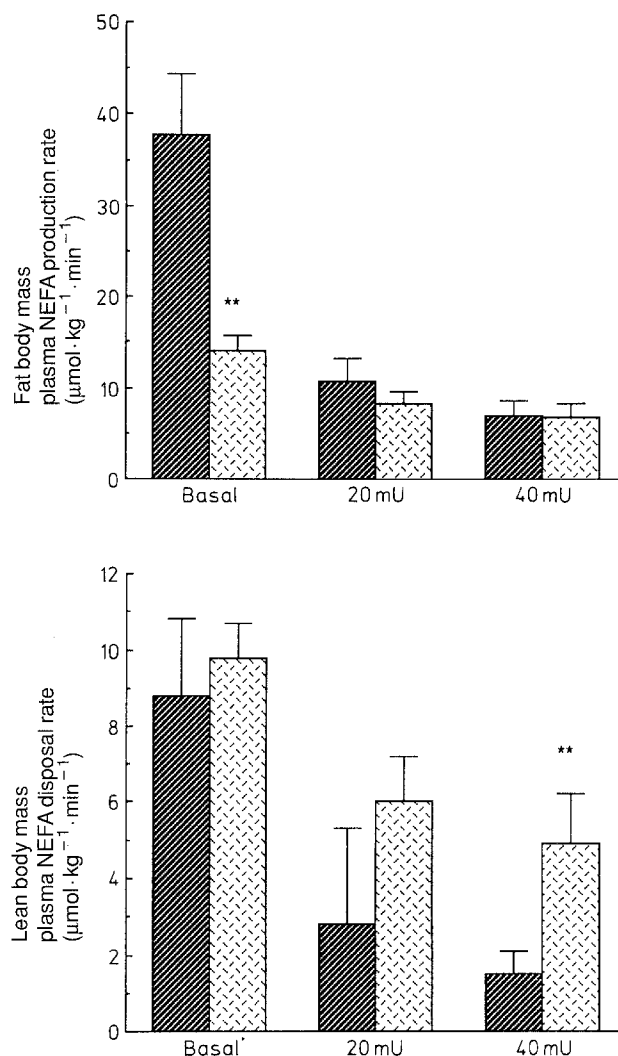 Fat body mass
plasma NEFA production rate
(μmol·kg⁻¹·min⁻¹)
50
40
30
20
10
0
**
Basal
20 mU
40 mU
Lean body mass
plasma NEFA disposal rate
(μmol·kg⁻¹·min⁻¹)
12
10
8
6
4
2
0
**
Basal
20 mU
40 mU